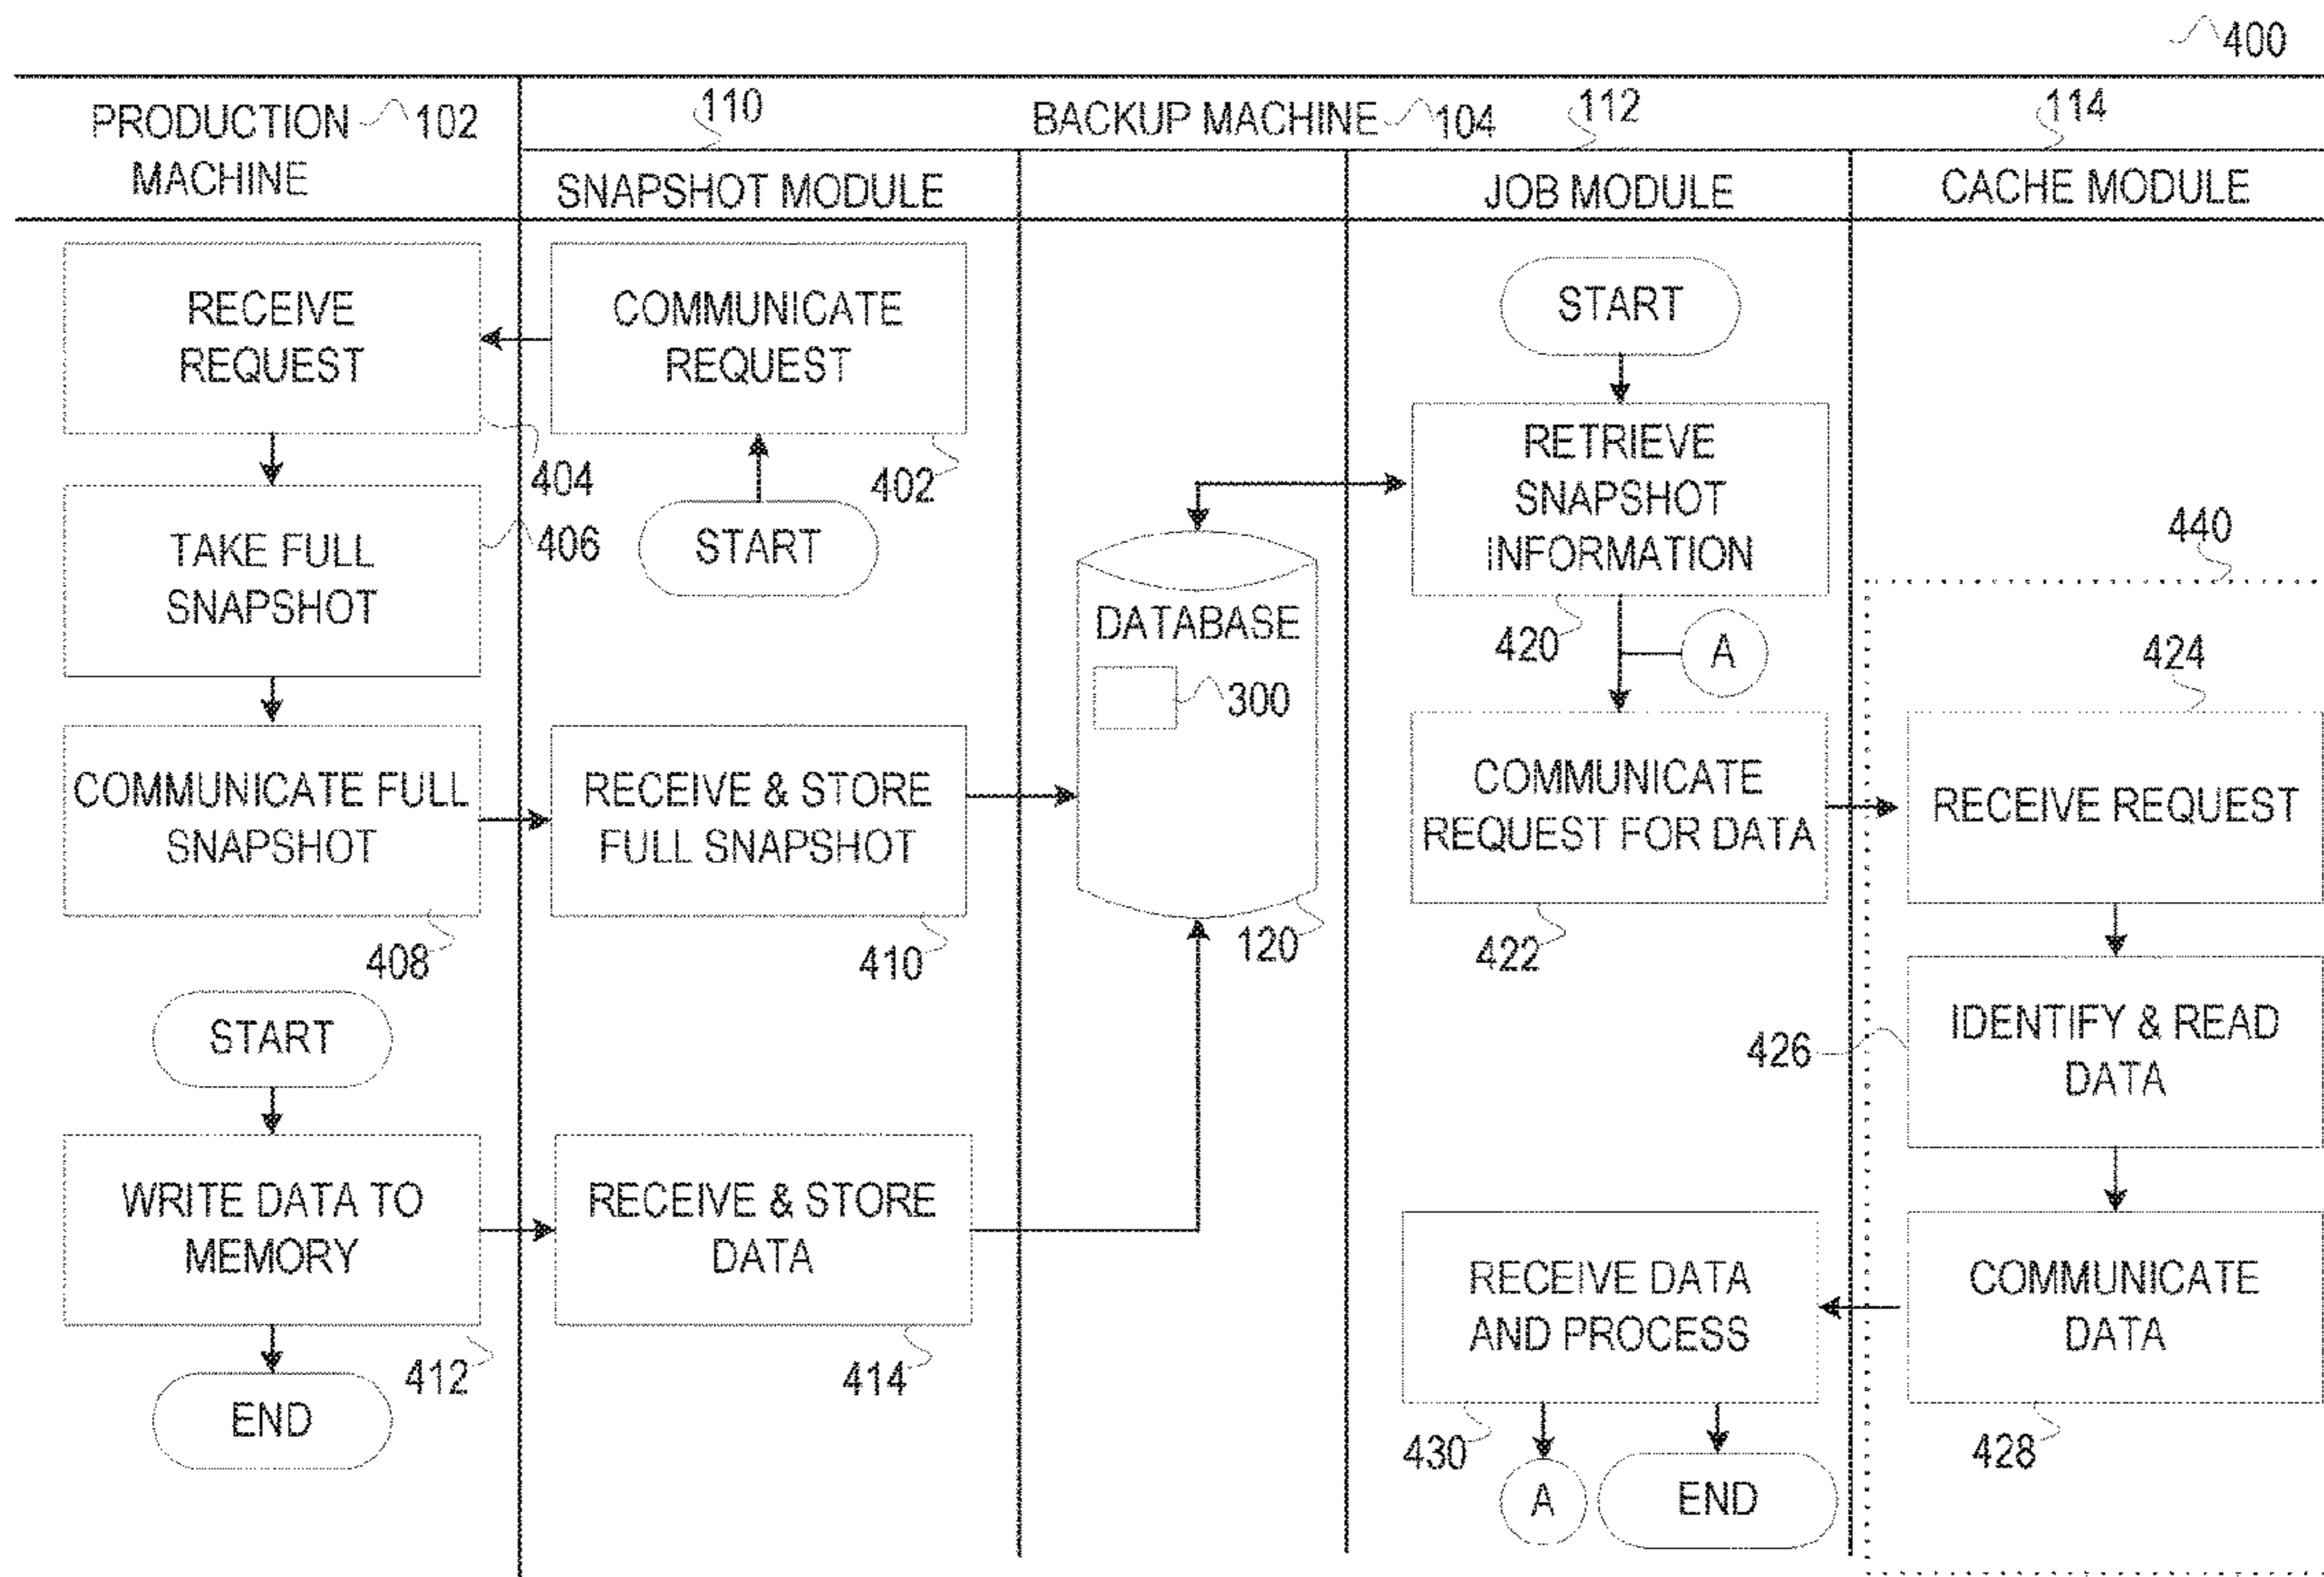 400
PRODUCTION 102
MACHINE
110
BACKUP MACHINE 104
112
114
SNAPSHOT MODULE
JOB MODULE
CACHE MODULE
RECEIVE
REQUEST
404
TAKE FULL
SNAPSHOT
406
COMMUNICATE FULL
SNAPSHOT
408
START
WRITE DATA TO
MEMORY
412
END
COMMUNICATE
REQUEST
402
START
RECEIVE & STORE
FULL SNAPSHOT
410
RECEIVE & STORE
DATA
414
DATABASE
300
120
START
RETRIEVE
SNAPSHOT
INFORMATION
420
A
COMMUNICATE
REQUEST FOR DATA
422
RECEIVE DATA
AND PROCESS
430
A
END
440
424
RECEIVE REQUEST
IDENTIFY & READ
DATA
426
COMMUNICATE
DATA
428